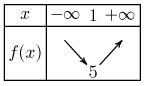 x −∞ 1 +∞
f(x)
5